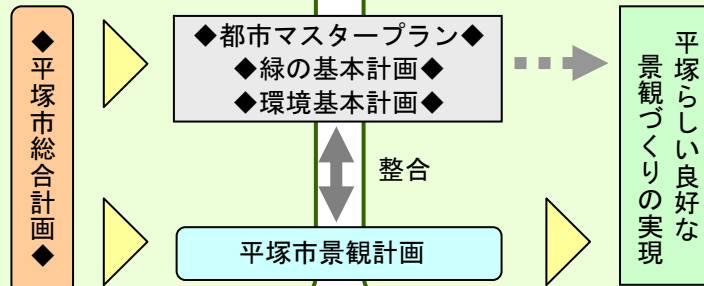 ◆平塚市総合計画◆
◆都市マスタープラン◆
◆緑の基本計画◆
◆環境基本計画◆
整合
平塚市景観計画
平塚らしい良好な
景観づくりの実現